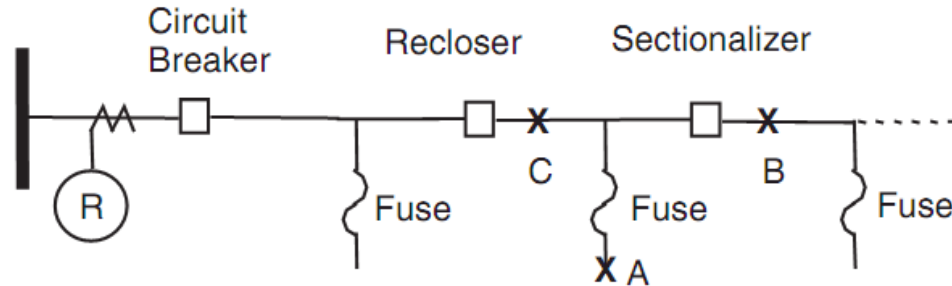 Circuit
Breaker
Recloser
Sectionalizer
X
X
C
B
R
Fuse
Fuse
Fuse
X A